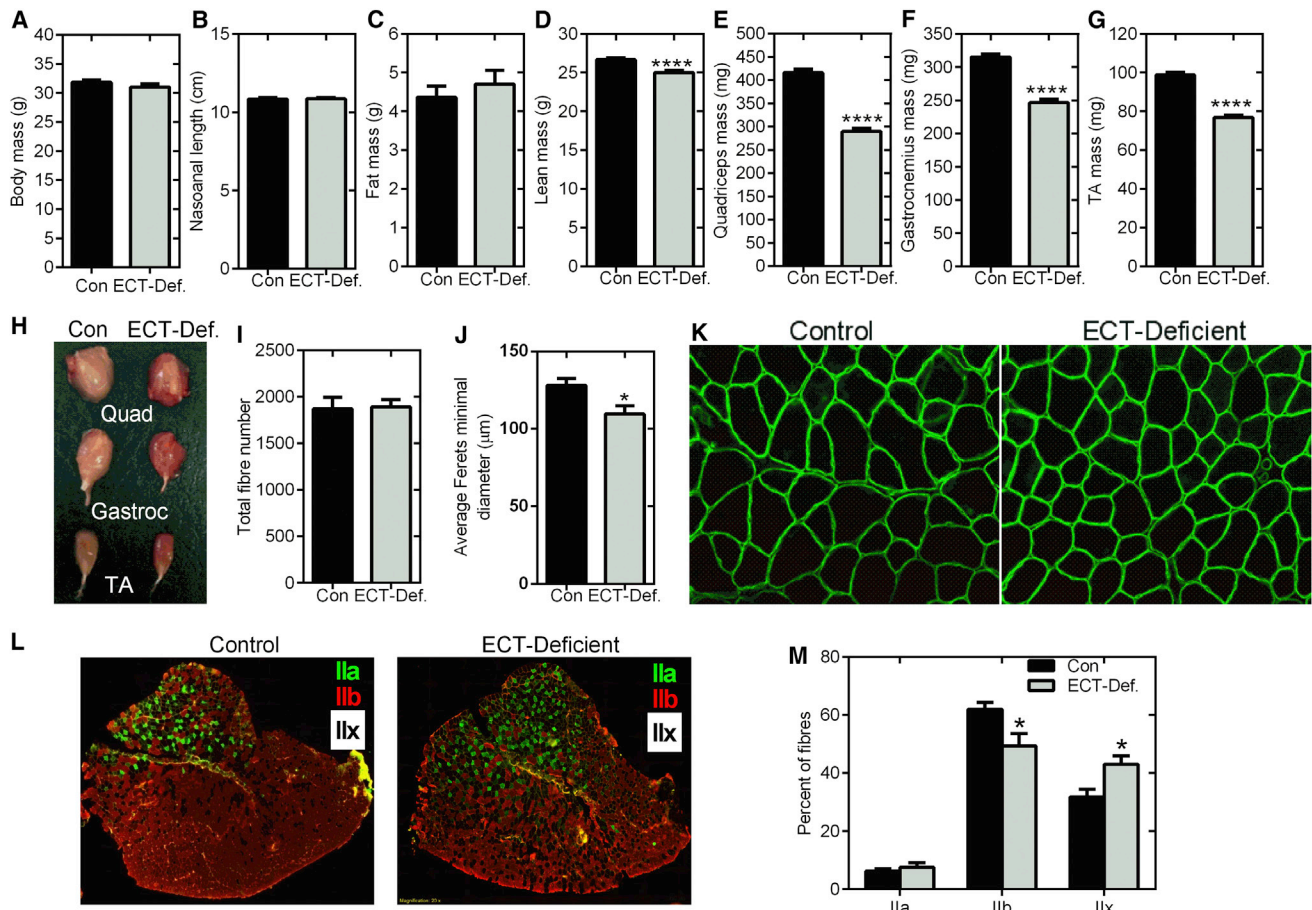 A
Body mass (g)
40
35
30
25
20
15
10
5
0
Con ECT-Def.
B
Nasoanal length (cm)
15
10
5
0
Con ECT-Def.
C
Fat mass (g)
6
5
4
3
2
1
0
Con ECT-Def.
D
Lean mass (g)
30
25
20
15
10
5
0
****
Con ECT-Def.
E
Quadriceps mass (mg)
500
450
400
350
300
250
200
150
100
50
0
****
Con ECT-Def.
F
Gastrocnemius mass (mg)
350
300
250
200
150
100
50
0
****
Con ECT-Def.
G
TA mass (mg)
120
100
80
60
40
20
0
****
Con ECT-Def.
H
Con ECT-Def.
Quad
Gastroc
TA
I
Total fibre number
2500
2000
1500
1000
500
0
Con ECT-Def.
J
Average Ferets minimal
diameter (μm)
150
100
50
0
*
Con ECT-Def.
K
Control
ECT-Deficient
L
Control
IIa
IIb
IIx
ECT-Deficient
IIa
IIb
IIx
Magnification: 20 x
M
Percent of fibres
80
60
40
20
0
Con
ECT-Def.
*
*
IIa IIb IIx